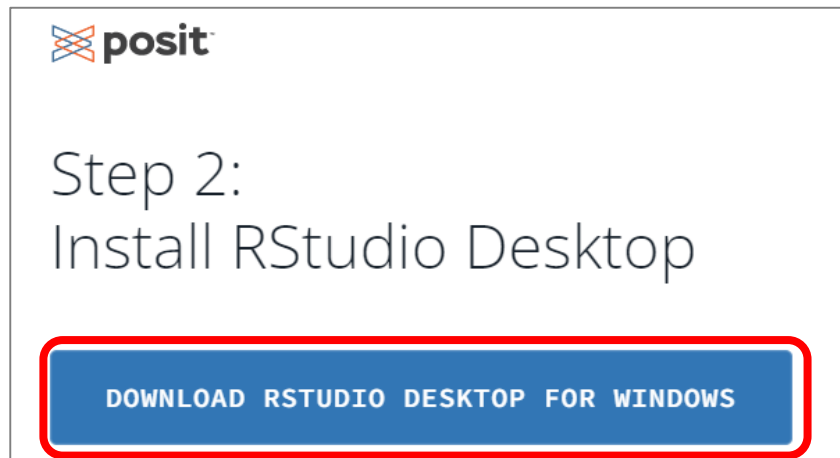 posit
Step 2:
Install RStudio Desktop
DOWNLOAD RSTUDIO DESKTOP FOR WINDOWS